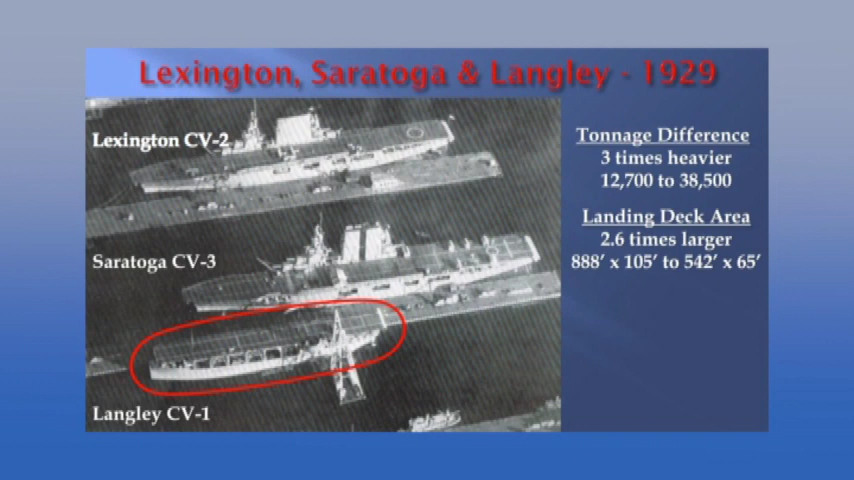 Lexington, Saratoga & Langley - 1929
Lexington CV-2
Saratoga CV-3
Langley CV-1
Tonnage Difference
3 times heavier
12,700 to 38,500
Landing Deck Area
2.6 times larger
888’ x 105’ to 542’ x 65’